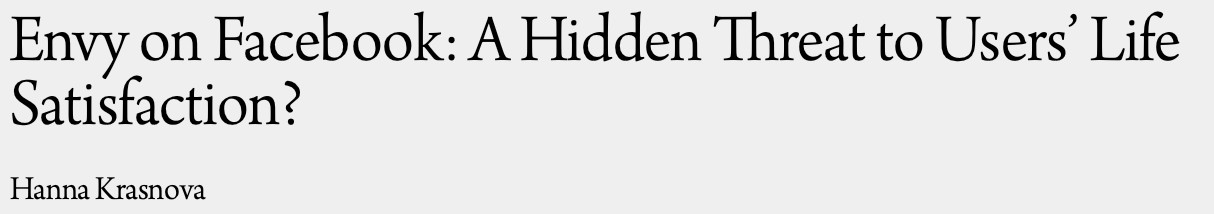 Envy on Facebook: A Hidden Threat to Users’ Life
Satisfaction?
Hanna Krasnova